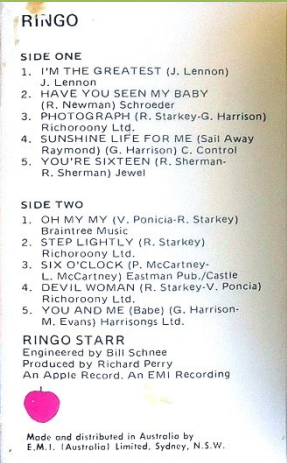 RINGO
SIDE ONE
1. I'M THE GREATEST (J. Lennon)
J. Lennon
2. HAVE YOU SEEN MY BABY
(R. Newman) Schroeder
3. PHOTOGRAPH (R. Starkey-G. Harrison)
Richoroony Ltd.
4. SUNSHINE LIFE FOR ME (Sail Away
Raymond) (G. Harrison) C. Control
5. YOU'RE SIXTEEN (R. Sherman-
R. Sherman) Jewel
SIDE TWO
1. OH MY MY (V. Ponicia-R. Starkey)
Braintree Music
2. STEP LIGHTLY (R. Starkey)
Richoroony Ltd.
3. SIX O'CLOCK (P. McCartney-
L. McCartney) Eastman Pub./Castle
4. DEVIL WOMAN (R. Starkey-V. Poncia)
Richoroony Ltd.
5. YOU AND ME (Babe) (G. Harrison-
M. Evans) Harrisongs Ltd.
RINGO STARR
Engineered by Bill Schnee
Produced by Richard Perry
An Apple Record. An EMI Recording
Made and distributed in Australia by
E.M.I. (Australia) Limited, Sydney, N.S.W.